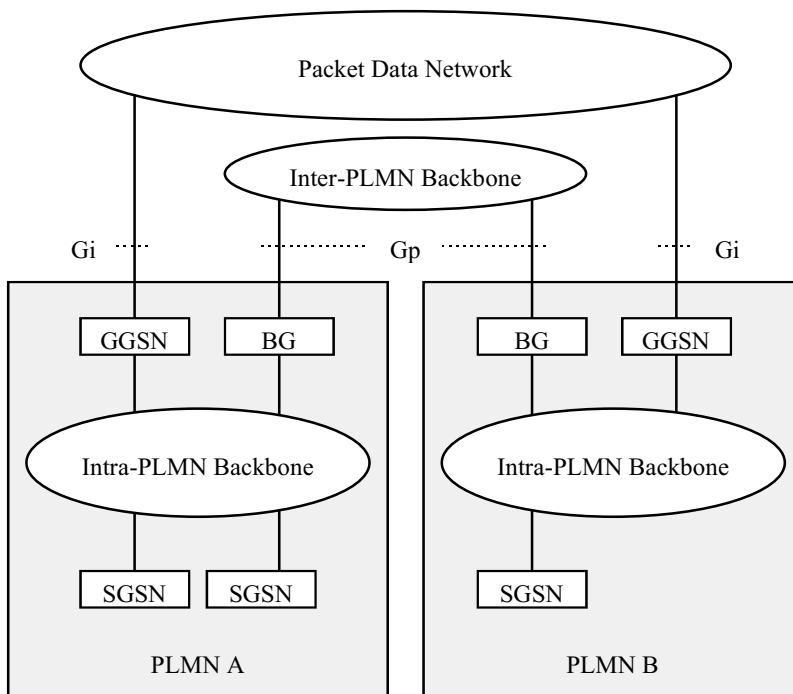 Packet Data Network
Inter-PLMN Backbone
Gi
Gp
Gi
GGSN
BG
BG
GGSN
Intra-PLMN Backbone
Intra-PLMN Backbone
SGSN
SGSN
SGSN
PLMN A
PLMN B